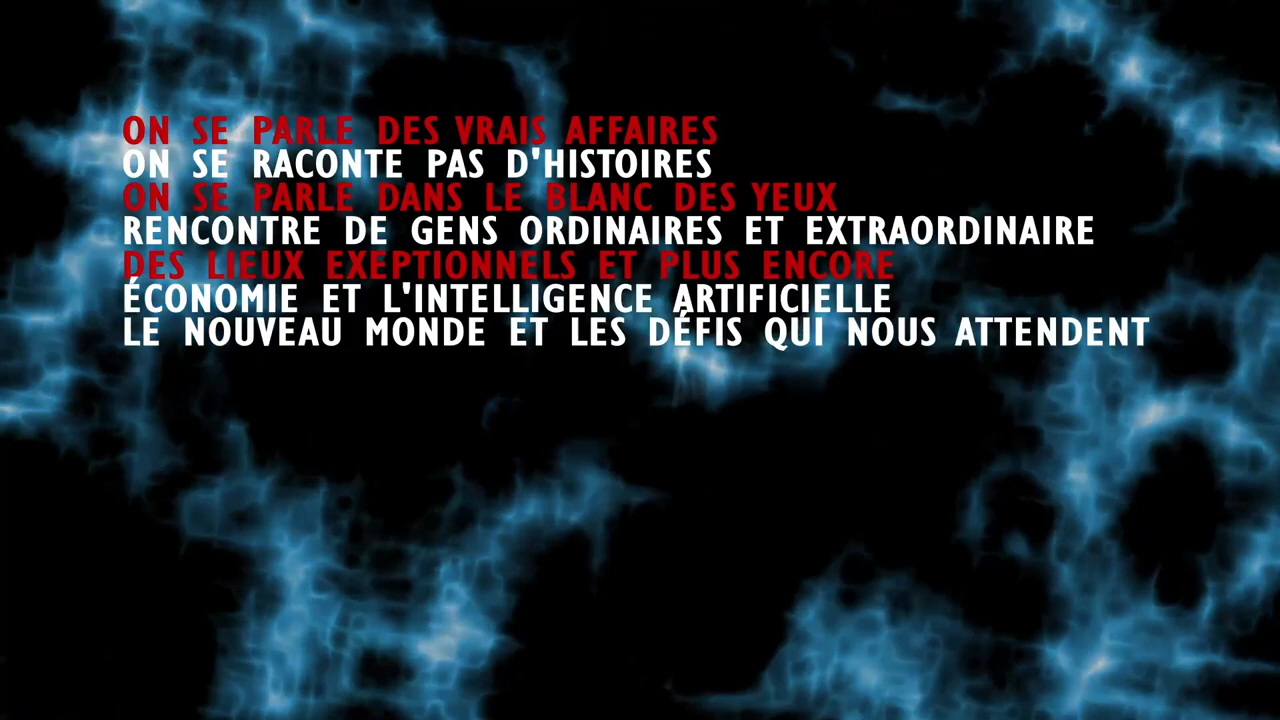 ON SE PARLE DES VRAIS AFFAIRES
ON SE RACONTE PAS D'HISTOIRES
ON SE PARLE DANS LE BLANC DES YEUX
RENCONTRE DE GENS ORDINAIRES ET EXTRAORDINAIRE
DES LIEUX EXEPTIONNELS ET PLUS ENCORE
ÉCONOMIE ET L'INTELLIGENCE ARTIFICIELLE
LE NOUVEAU MONDE ET LES DÉFIS QUI NOUS ATTENDENT